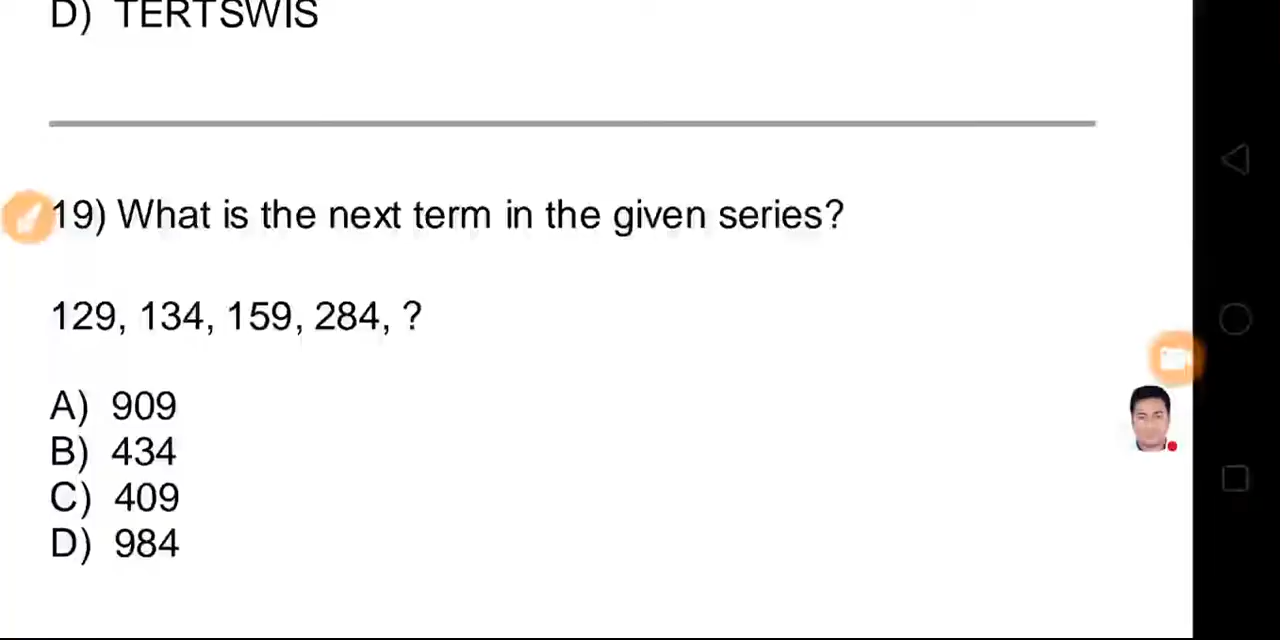 D) TERTSWIS
19) What is the next term in the given series?
129, 134, 159, 284, ?
A) 909
B) 434
C) 409
D) 984